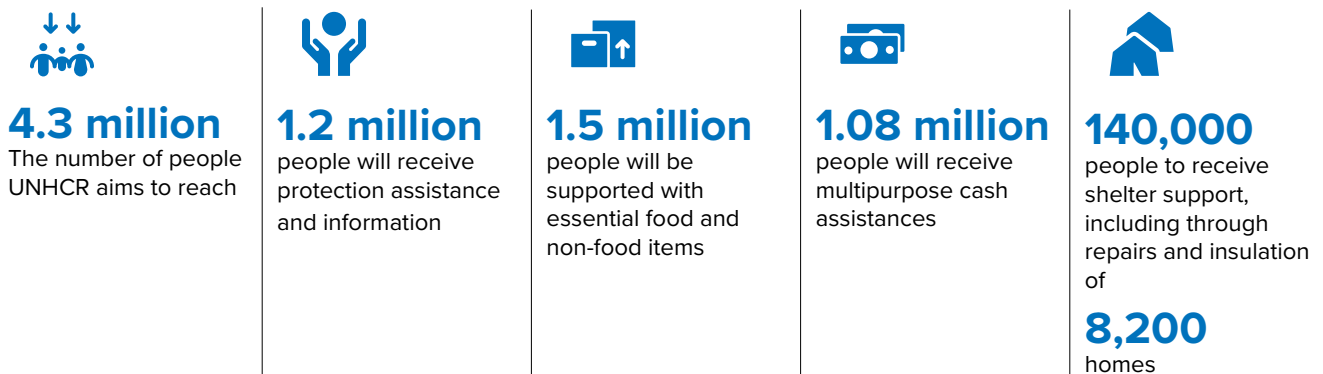 4.3 million
The number of people
UNHCR aims to reach
1.2 million
people will receive
protection assistance
and information
1.5 million
people will be
supported with
essential food and
non-food items
1.08 million
people will receive
multipurpose cash
assistances
140,000
people to receive
shelter support,
including through
repairs and insulation
of
8,200
homes